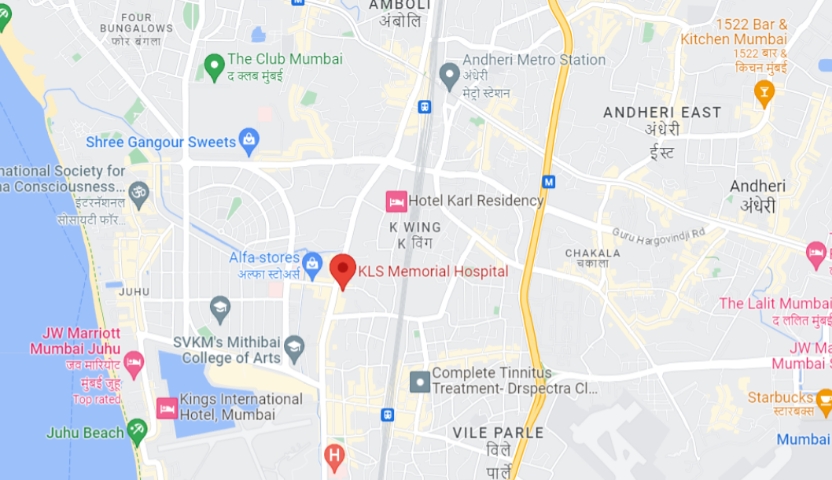 AMBOLI
अंबोली
FOUR
BUNGALOWS
फोर बंगला
1522 Bar &
Kitchen Mumbai
1522 बार &
किचन मुंबई
The Club Mumbai
द क्लब मुंबई
Andheri Metro Station
अंधेरी
मेट्रो स्टेशन
M
ANDHERI EAST
अंधेरी
ईस्ट
Shree Gangour Sweets
national Society for
na Consciousness...
इंटरनॅशनल
सोसायटी फॉर...
Hotel Karl Residency
Andheri
अंधेरी
K WING
K विंग
Guru Hargovindji Rd
CHAKALA
चकाला
Alfa-stores
अल्फा स्टोअर्स
KLS Memorial Hospital
JUHU
The Lalit Mumbai
द ललित मुंबई
JW Marriott
Mumbai Juhu
जव मारियोट
मुंबई जुहू
Top rated
SVKM's Mithibai
College of Arts
JW Ma
Mumbai S
Complete Tinnitus
Treatment- Drspectra Cl...
Kings International
Hotel, Mumbai
Starbucks
स्टारबक्स
Juhu Beach
VILE PARLE
विले
पार्ले
Mumbai
H